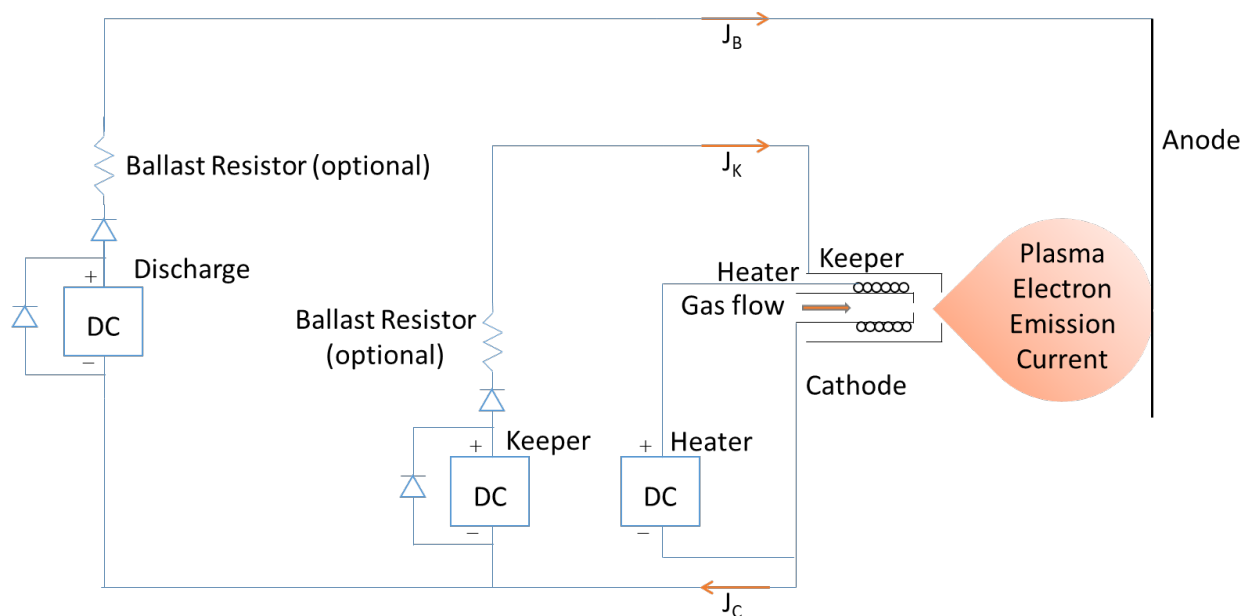 J_B
Anode
Ballast Resistor (optional)
J_K
+
Discharge
DC
−
Ballast Resistor
(optional)
Heater
Keeper
Gas flow
Cathode
Plasma
Electron
Emission
Current
+
Keeper
DC
−
+
Heater
DC
−
J_C